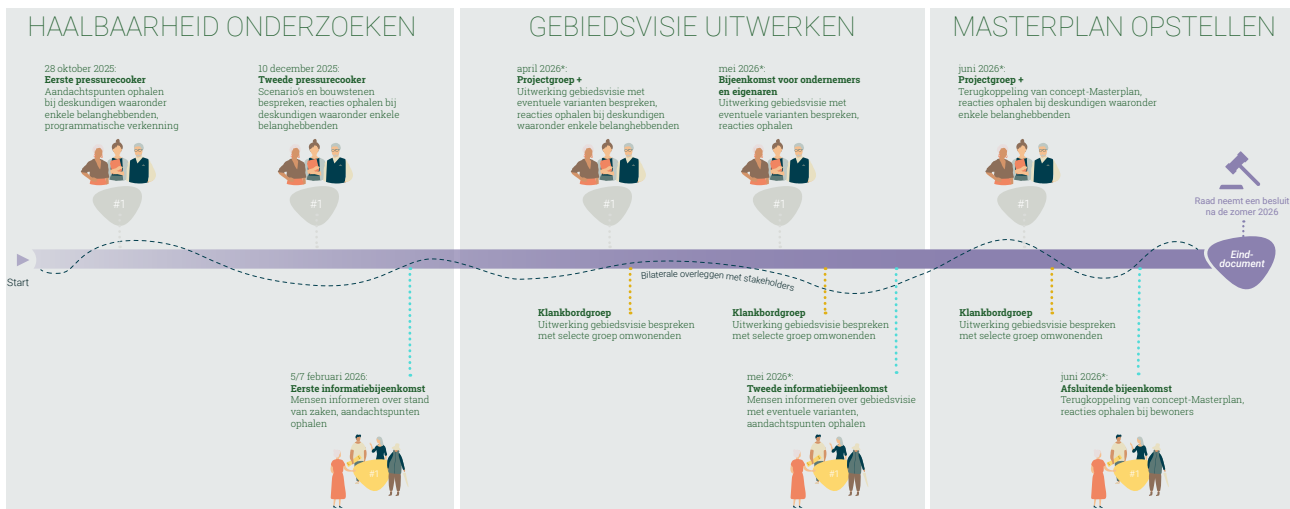 HAALBAARHEID ONDERZOEKEN
28 oktober 2025:
Eerste pressurecooker
Aandachtspunten ophalen
bij deskundigen waaronder
enkele belanghebbenden,
programmatische verkenning
#1
10 december 2025:
Tweede pressurecooker
Scenario's en bouwstenen
bespreken, reacties ophalen bij
deskundigen waaronder enkele
belanghebbenden
#1
Start
5/7 februari 2026:
Eerste informatiebijeenkomst
Mensen informeren over stand
van zaken, aandachtspunten
ophalen
#1
GEBIEDSVISIE UITWERKEN
april 2026*:
Projectgroep +
Uitwerking gebiedsvisie met
eventuele varianten bespreken,
reacties ophalen bij deskundigen
waaronder enkele belanghebbenden
#1
mei 2026*:
Bijeenkomst voor ondernemers
en eigenaren
Uitwerking gebiedsvisie met
eventuele varianten bespreken,
reacties ophalen
#1
Bilaterale overleggen met stakeholders
Klankbordgroep
Uitwerking gebiedsvisie bespreken
met selecte groep omwonenden
Klankbordgroep
Uitwerking gebiedsvisie bespreken
met selecte groep omwonenden
mei 2026*:
Tweede informatiebijeenkomst
Mensen informeren over gebiedsvisie
met eventuele varianten,
aandachtspunten ophalen
#1
MASTERPLAN OPSTELLEN
juni 2026*:
Projectgroep +
Terugkoppeling van concept-Masterplan,
reacties ophalen bij deskundigen waaronder
enkele belanghebbenden
#1
Raad neemt een besluit
na de zomer 2026
Eind-
document
Klankbordgroep
Uitwerking gebiedsvisie bespreken
met selecte groep omwonenden
juni 2026*:
Afsluitende bijeenkomst
Terugkoppeling van concept-Masterplan,
reacties ophalen bij bewoners
#1